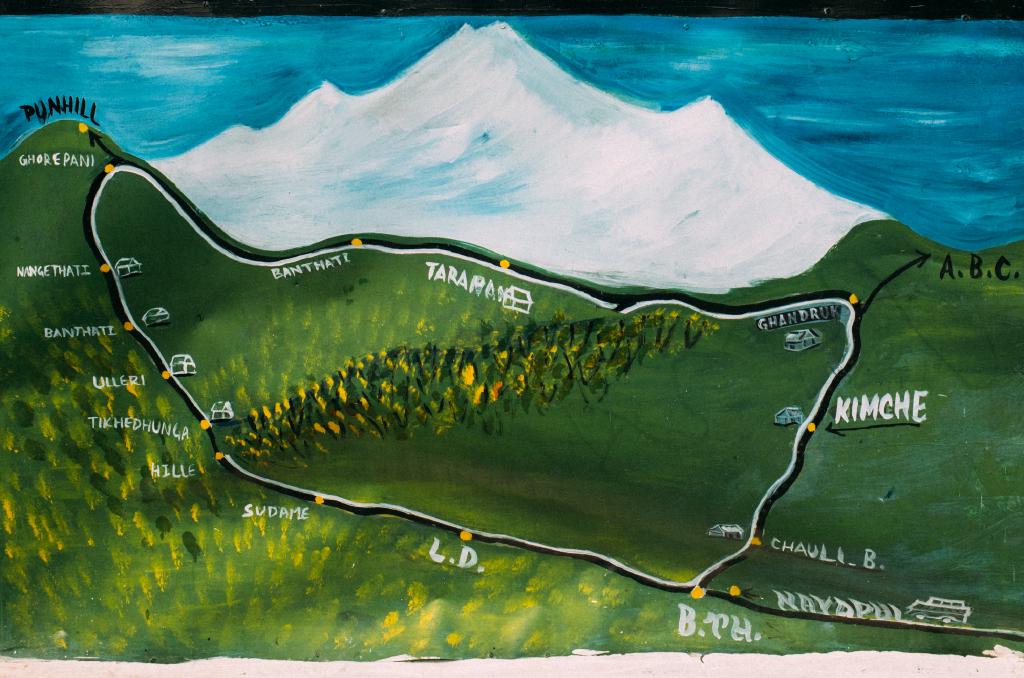 PUNHILL
GHOREPANI
A.B.C.
NANGETHATI
BANTHATI
TARAPANI
GHANDRUK
BANTHATI
ULLERI
KIMCHE
TIKHEDHUNGA
HILLE
SUDAME
L.D.
CHAULI. B.
B.TH.
NAYAPUL